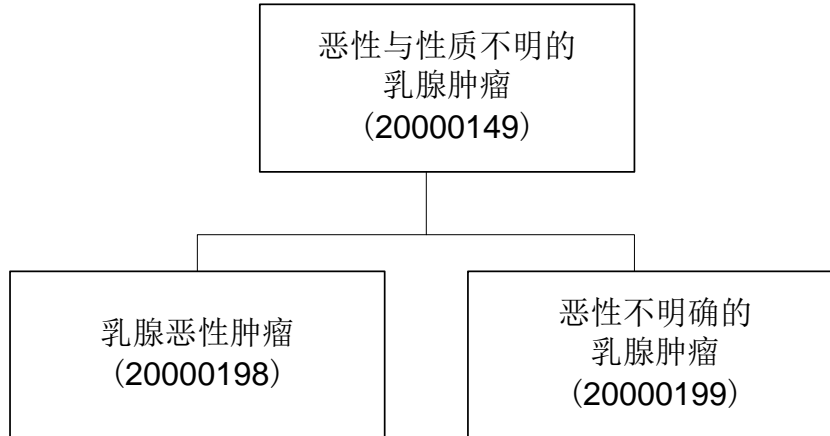 恶性与性质不明的
乳腺肿瘤
（20000149）
乳腺恶性肿瘤
（20000198）
恶性不明确的
乳腺肿瘤
（20000199）